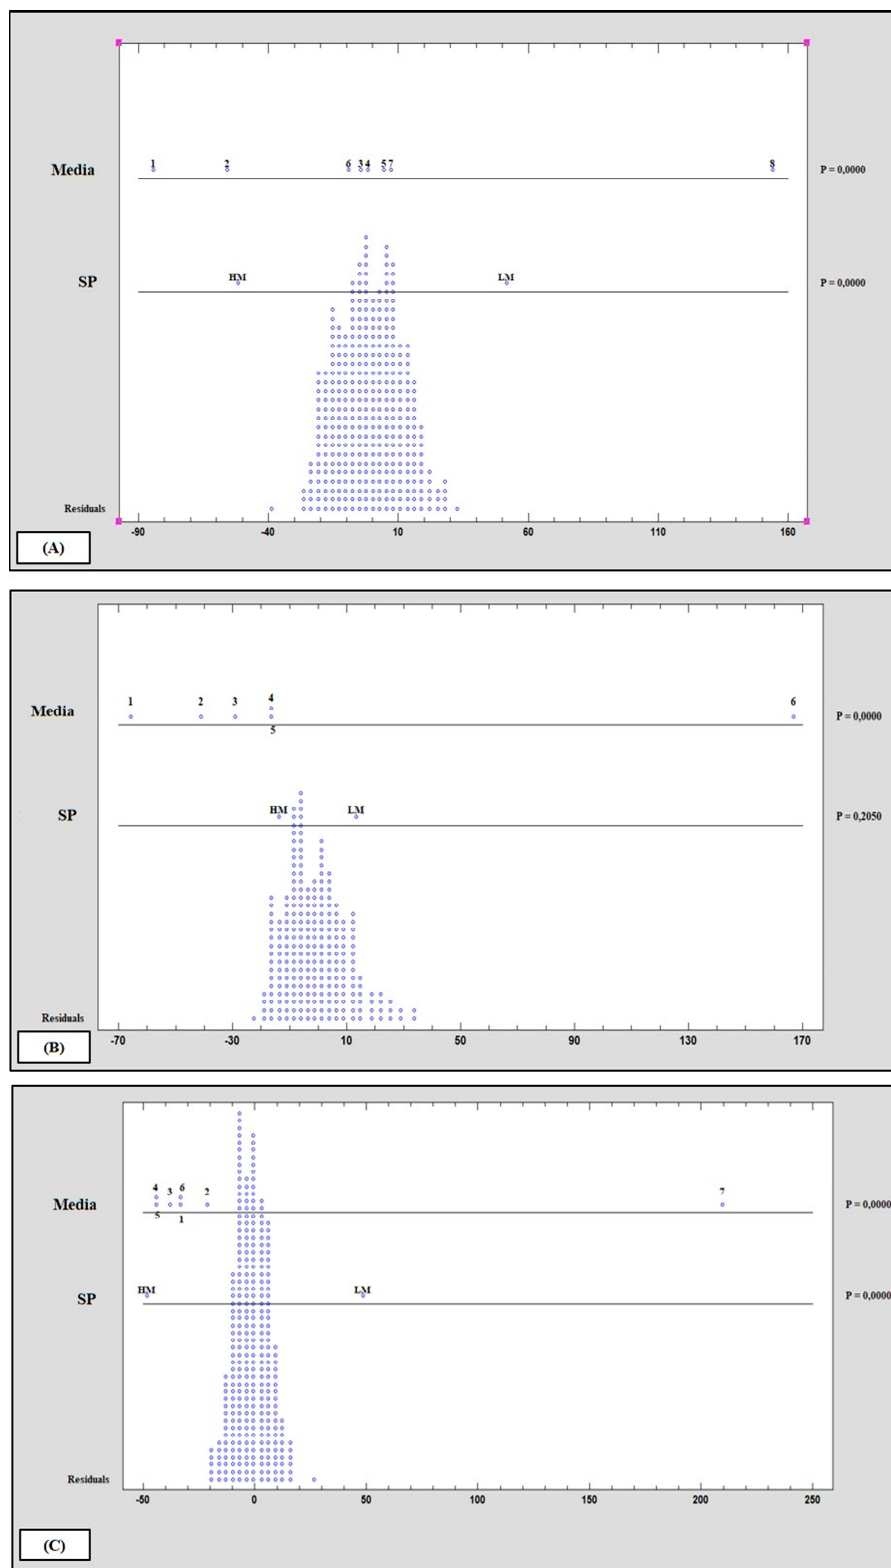 1 2 6 3 4 5 7 8
Media P = 0,0000
HM LM
SP P = 0,0000
Residuals
-90 -40 10 60 110 160
(A)
4
1 2 3 6
Media P = 0,0000
5
HM LM
SP P = 0,2050
Residuals
-70 -30 10 50 90 130 170
(B)
4 3 6 2 7
Media P = 0,0000
5 1
HM LM
SP P = 0,0000
Residuals
-50 0 50 100 150 200 250
(C)